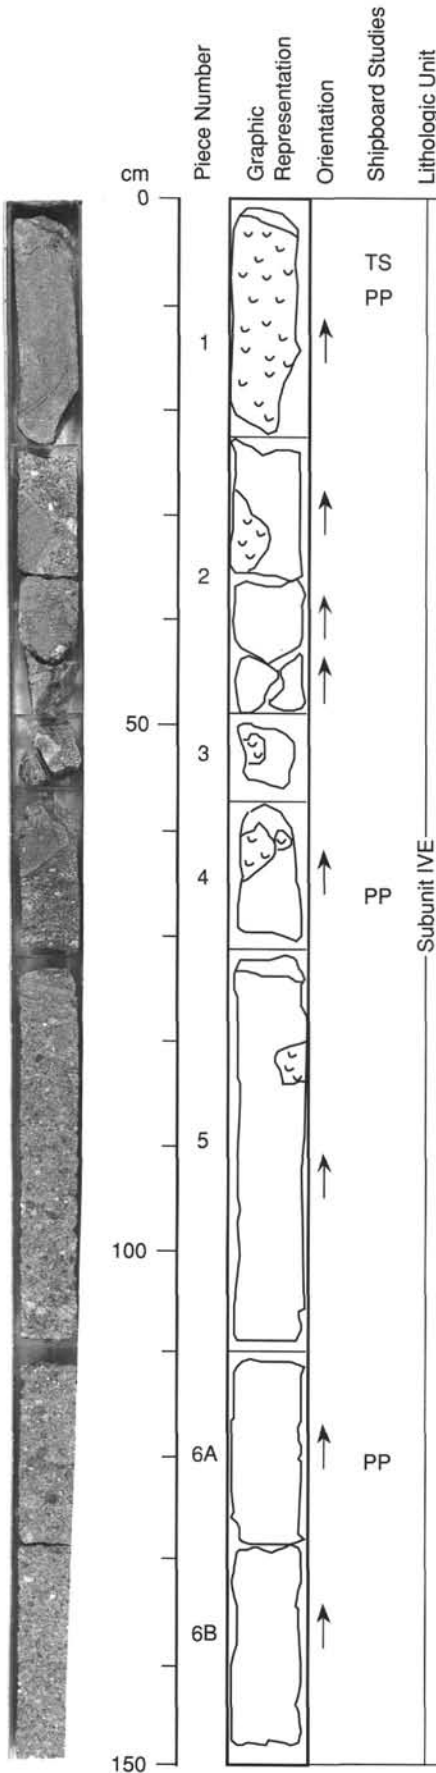 cm
Piece Number
Graphic
Representation
Orientation
Shipboard Studies
Lithologic Unit
0
TS
PP
1
2
50
3
4
PP
Subunit IVE
5
100
6A
PP
6B
150